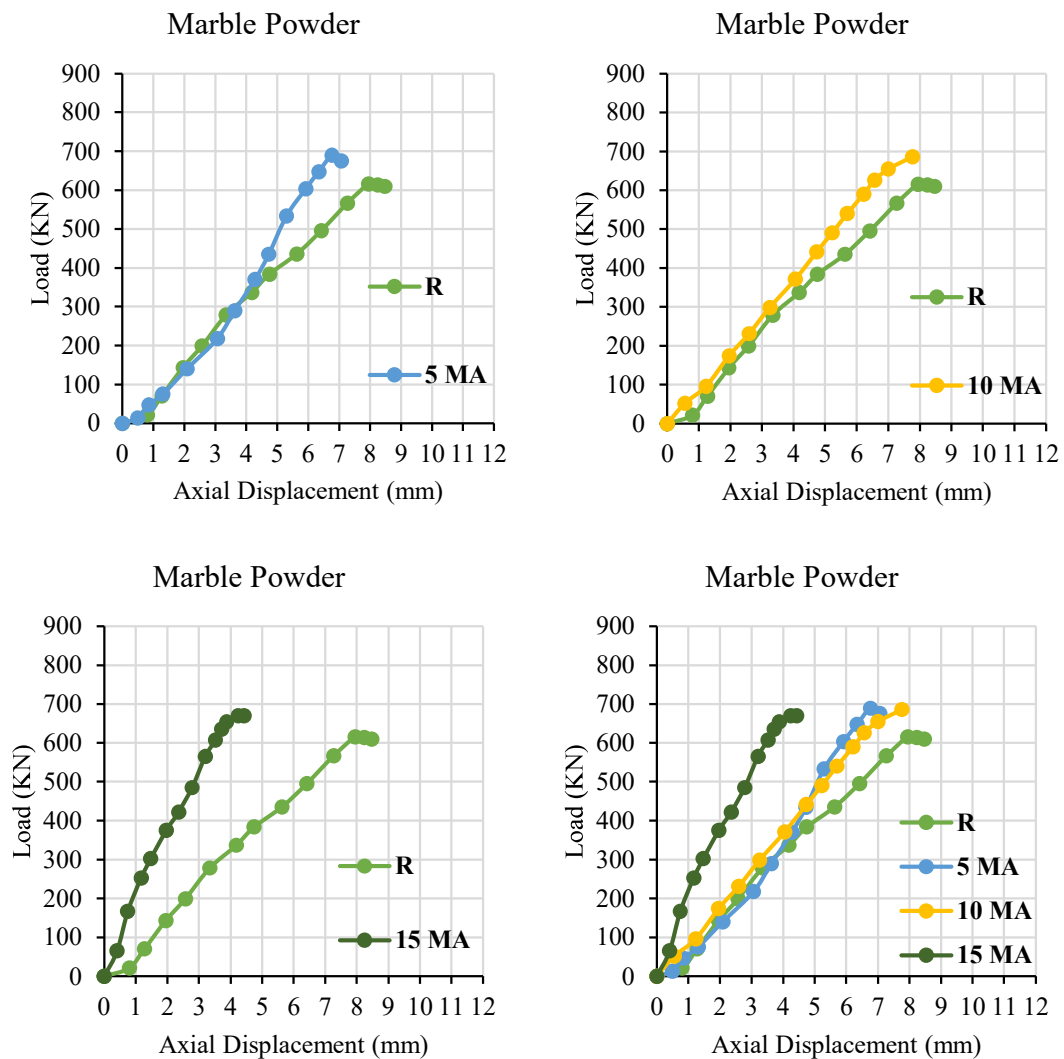 Marble Powder
900
800
700
600
500
400
300
200
100
0
Load (KN)
R
5 MA
0 1 2 3 4 5 6 7 8 9 10 11 12
Axial Displacement (mm)
Marble Powder
900
800
700
600
500
400
300
200
100
0
Load (KN)
R
10 MA
0 1 2 3 4 5 6 7 8 9 10 11 12
Axial Displacement (mm)
Marble Powder
900
800
700
600
500
400
300
200
100
0
Load (KN)
R
15 MA
0 1 2 3 4 5 6 7 8 9 10 11 12
Axial Displacement (mm)
Marble Powder
900
800
700
600
500
400
300
200
100
0
Load (KN)
R
5 MA
10 MA
15 MA
0 1 2 3 4 5 6 7 8 9 10 11 12
Axial Displacement (mm)